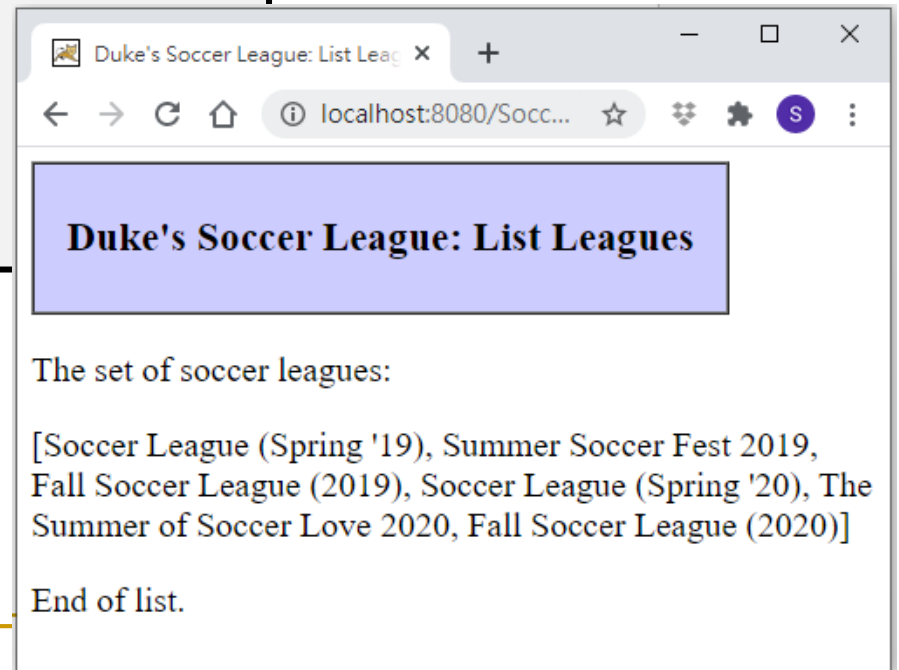 Duke's Soccer League: List Leag
localhost:8080/Socc...
S
Duke's Soccer League: List Leagues
The set of soccer leagues:
[Soccer League (Spring '19), Summer Soccer Fest 2019,
Fall Soccer League (2019), Soccer League (Spring '20), The
Summer of Soccer Love 2020, Fall Soccer League (2020)]
End of list.